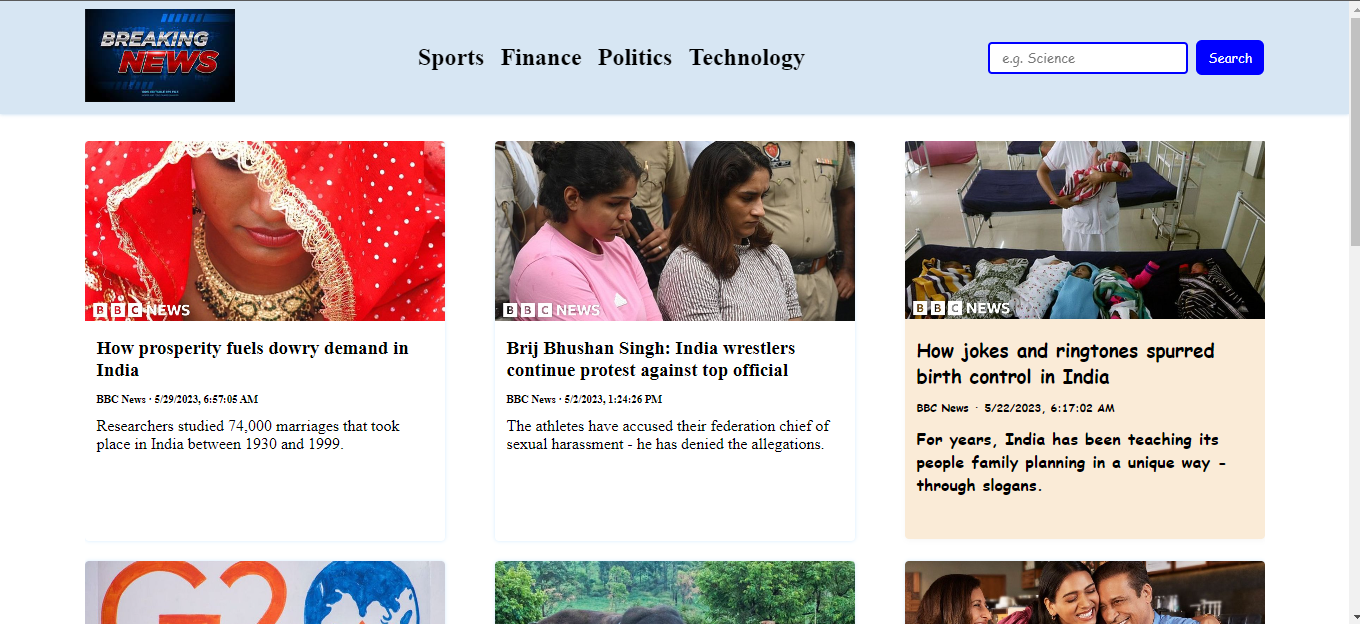 BREAKING
NEWS
Sports Finance Politics Technology
e.g. Science
Search
BBC NEWS
BBC NEWS
BBC NEWS
How prosperity fuels dowry demand in
India
BBC News · 5/29/2023, 6:57:05 AM
Researchers studied 74,000 marriages that took
place in India between 1930 and 1999.
Brij Bhushan Singh: India wrestlers
continue protest against top official
BBC News · 5/2/2023, 1:24:26 PM
The athletes have accused their federation chief of
sexual harassment - he has denied the allegations.
How jokes and ringtones spurred
birth control in India
BBC News · 5/22/2023, 6:17:02 AM
For years, India has been teaching its
people family planning in a unique way -
through slogans.
G20